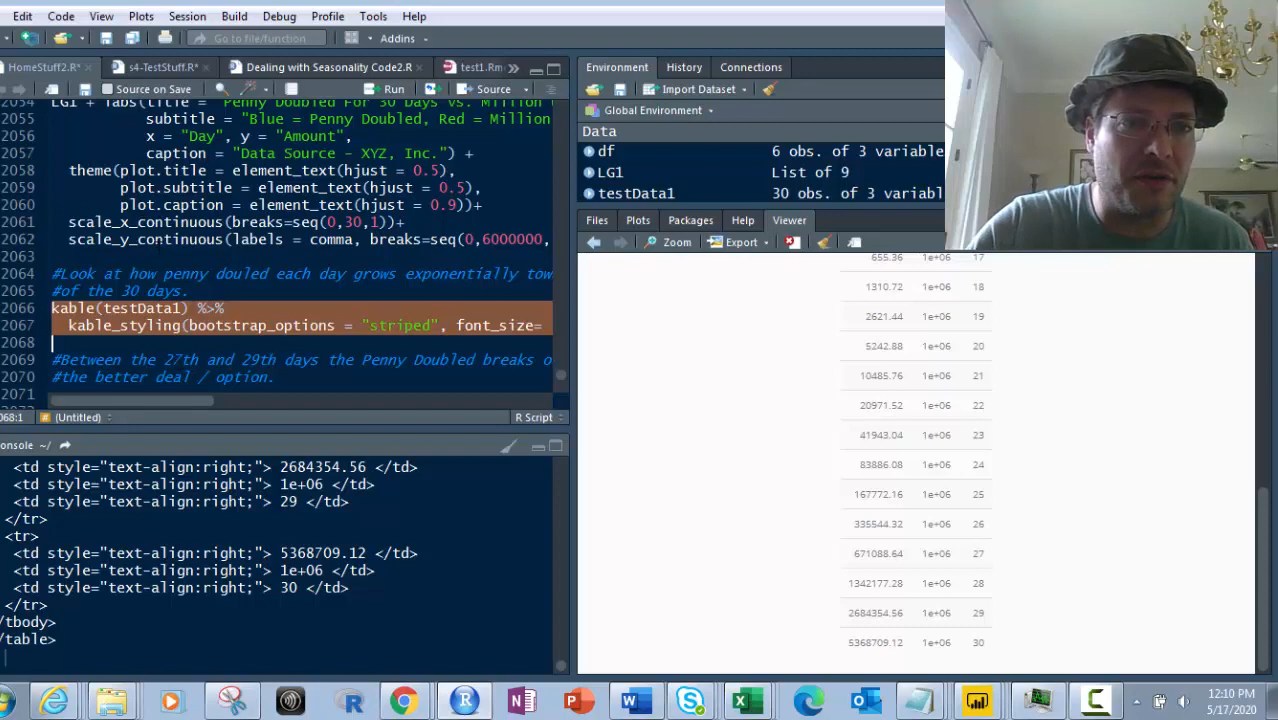 Edit Code View Plots Session Build Debug Profile Tools Help
Go to file/function Addins
HomeStuff2.R* s4-TestStuff.R* Dealing with Seasonality Code2.R test1.Rm
Source on Save Run Source
2054 LG1 + labs(title = "Penny Doubled For 30 Days vs. Million
2055 subtitle = "Blue = Penny Doubled, Red = Million
2056 x = "Day", y = "Amount",
2057 caption = "Data Source - XYZ, Inc.") +
2058 theme(plot.title = element_text(hjust = 0.5),
2059 plot.subtitle = element_text(hjust = 0.5),
2060 plot.caption = element_text(hjust = 0.9))+
2061 scale_x_continuous(breaks=seq(0,30,1))+
2062 scale_y_continuous(labels = comma, breaks=seq(0,6000000,
2063
2064 #Look at how penny douled each day grows exponentially tow
2065 #of the 30 days.
2066 kable(testData1) %>%
2067 kable_styling(bootstrap_options = "striped", font_size=
2068
2069 #Between the 27th and 29th days the Penny Doubled breaks o
2070 #the better deal / option.
2071
068:1 (Untitled) R Script
onsole ~/
<td style="text-align:right;"> 2684354.56 </td>
<td style="text-align:right;"> 1e+06 </td>
<td style="text-align:right;"> 29 </td>
</tr>
<tr>
<td style="text-align:right;"> 5368709.12 </td>
<td style="text-align:right;"> 1e+06 </td>
<td style="text-align:right;"> 30 </td>
</tr>
/tbody>
/table>
Environment History Connections
Import Dataset
Global Environment
Data
df 6 obs. of 3 variable
LG1 List of 9
testData1 30 obs. of 3 variabl
Files Plots Packages Help Viewer
Zoom Export
655.36 1e+06 17
1310.72 1e+06 18
2621.44 1e+06 19
5242.88 1e+06 20
10485.76 1e+06 21
20971.52 1e+06 22
41943.04 1e+06 23
83886.08 1e+06 24
167772.16 1e+06 25
335544.32 1e+06 26
671088.64 1e+06 27
1342177.28 1e+06 28
2684354.56 1e+06 29
5368709.12 1e+06 30
12:10 PM
5/17/2020